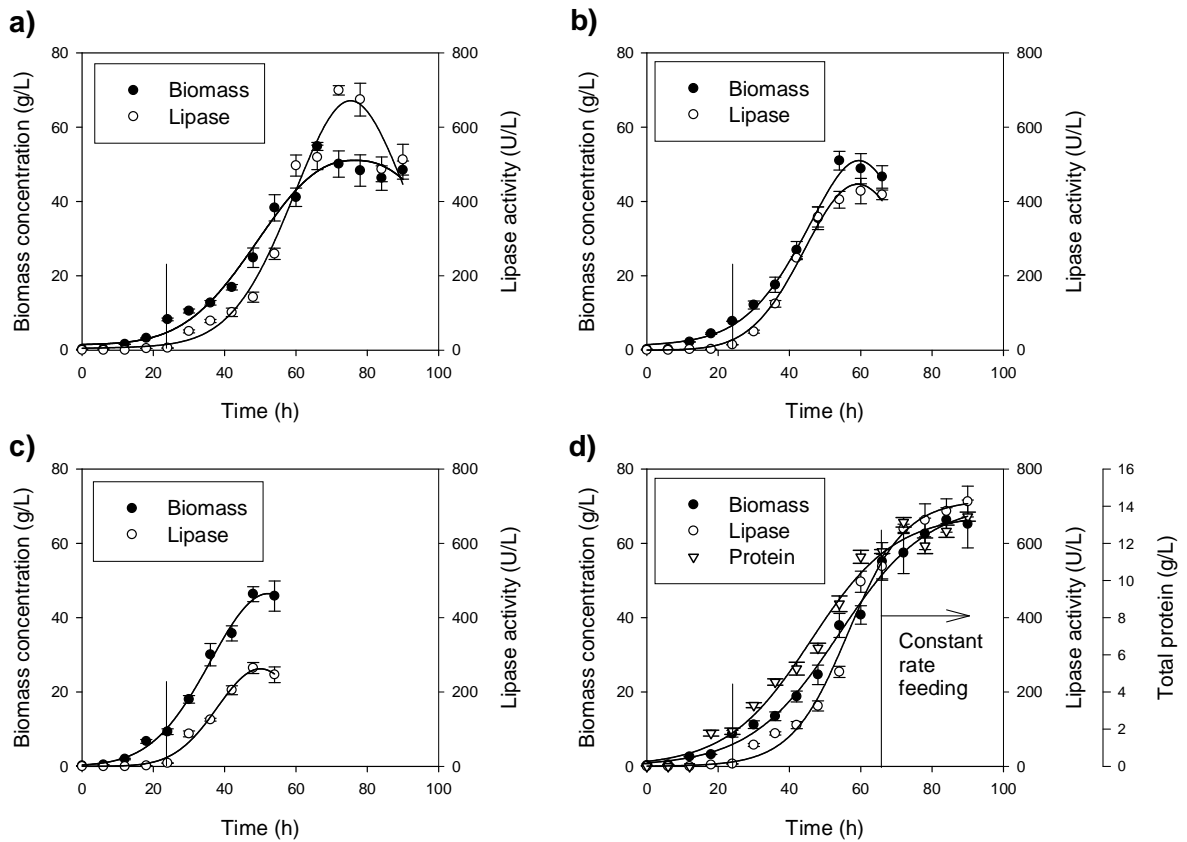 a)
Biomass concentration (g/L)
80
60
40
20
0
Biomass
Lipase
800
600
400
200
0
Lipase activity (U/L)
0 20 40 60 80 100
Time (h)
b)
Biomass concentration (g/L)
80
60
40
20
0
Biomass
Lipase
800
600
400
200
0
Lipase activity (U/L)
0 20 40 60 80 100
Time (h)
c)
Biomass concentration (g/L)
80
60
40
20
0
Biomass
Lipase
800
600
400
200
0
Lipase activity (U/L)
0 20 40 60 80 100
Time (h)
d)
Biomass concentration (g/L)
80
60
40
20
0
Biomass
Lipase
Protein
Constant
rate
feeding
800
600
400
200
0
Lipase activity (U/L)
16
14
12
10
8
6
4
2
0
Total protein (g/L)
0 20 40 60 80 100
Time (h)